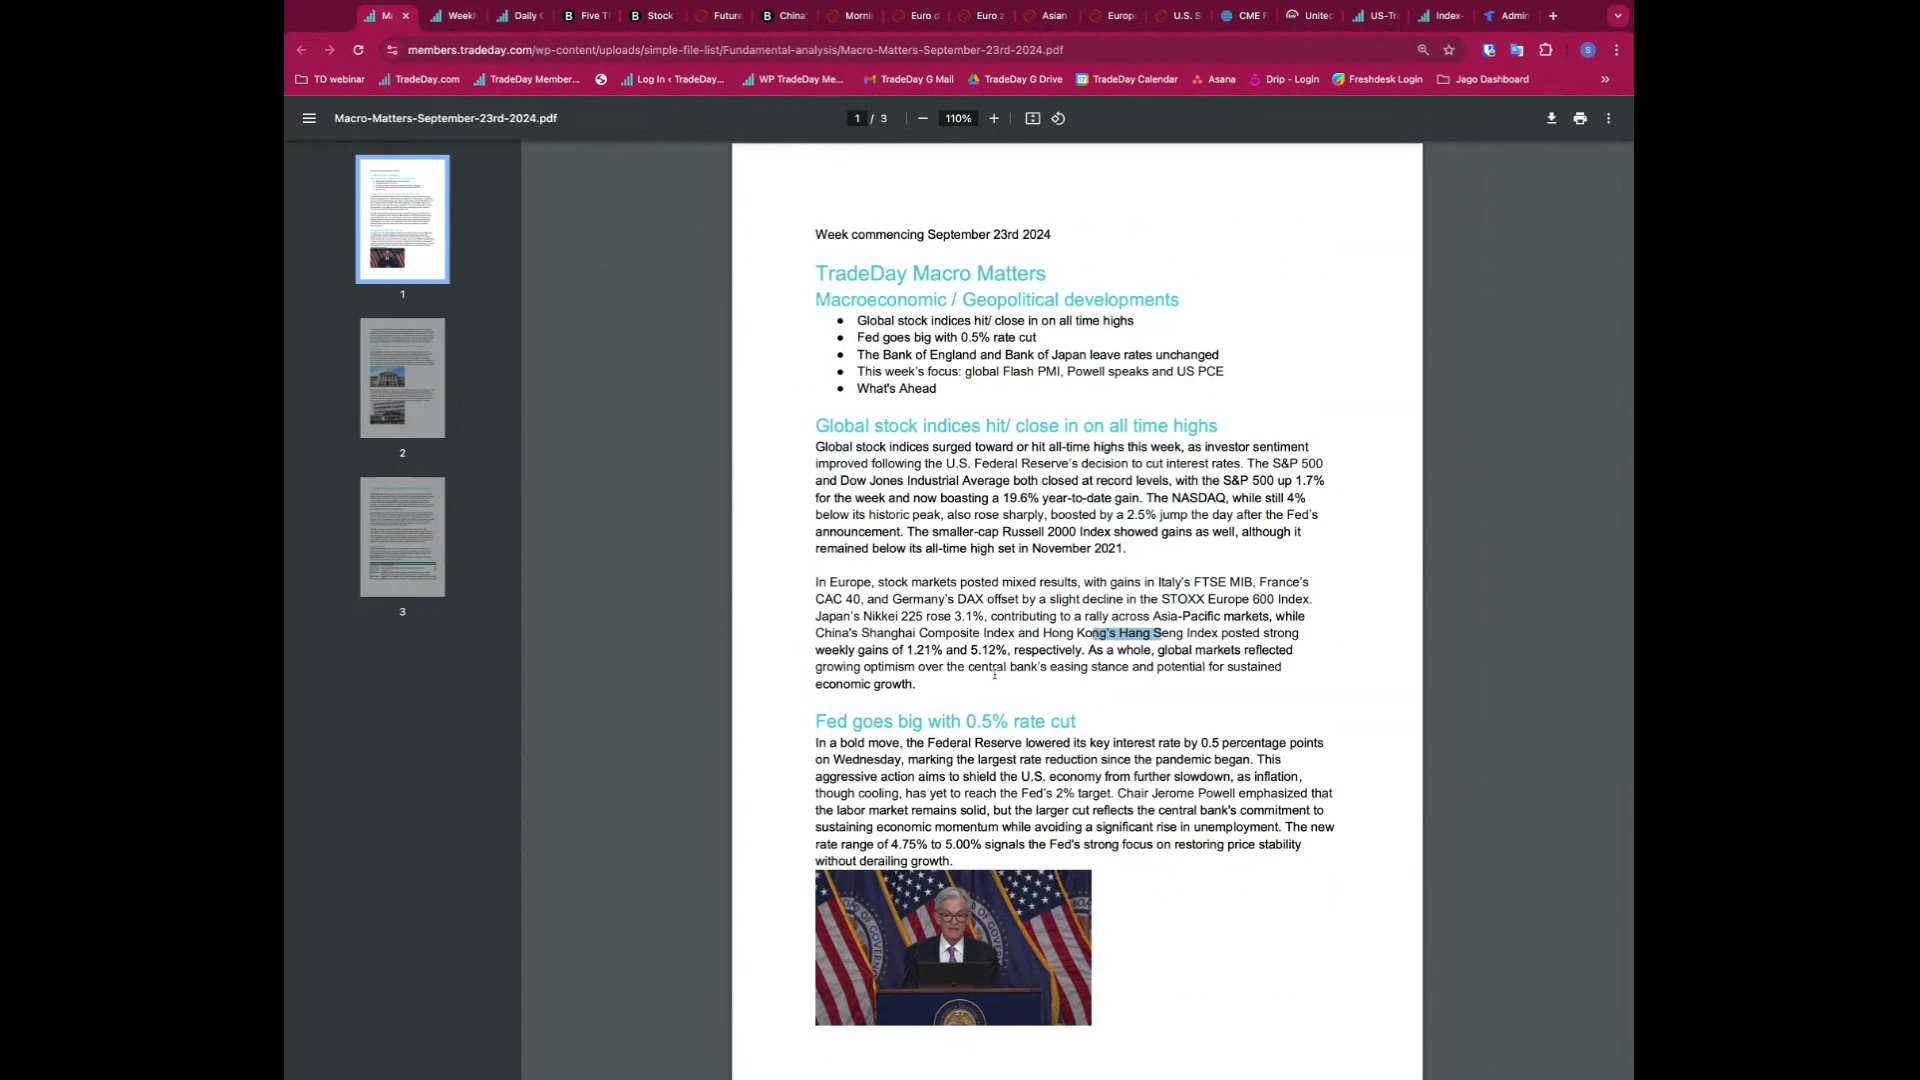 M
Weekl
Daily
Five T
Stock
Future
China'
Mornin
Euro d
Euro z
Asian
Europ
U.S. S
CME F
United
US-Tr
Index-
Admin
members.tradeday.com/wp-content/uploads/simple-file-list/Fundamental-analysis/Macro-Matters-September-23rd-2024.pdf
S
TD webinar
TradeDay.com
TradeDay Member...
Log In ‹ TradeDay...
WP TradeDay Me...
TradeDay G Mail
TradeDay G Drive
TradeDay Calendar
Asana
Drip - Login
Freshdesk Login
Jago Dashboard
»
Macro-Matters-September-23rd-2024.pdf
1 / 3
110%
1
2
3
Week commencing September 23rd 2024
TradeDay Macro Matters
Macroeconomic / Geopolitical developments
● Global stock indices hit/ close in on all time highs
● Fed goes big with 0.5% rate cut
● The Bank of England and Bank of Japan leave rates unchanged
● This week's focus: global Flash PMI, Powell speaks and US PCE
● What's Ahead
Global stock indices hit/ close in on all time highs
Global stock indices surged toward or hit all-time highs this week, as investor sentiment
improved following the U.S. Federal Reserve's decision to cut interest rates. The S&P 500
and Dow Jones Industrial Average both closed at record levels, with the S&P 500 up 1.7%
for the week and now boasting a 19.6% year-to-date gain. The NASDAQ, while still 4%
below its historic peak, also rose sharply, boosted by a 2.5% jump the day after the Fed's
announcement. The smaller-cap Russell 2000 Index showed gains as well, although it
remained below its all-time high set in November 2021.
In Europe, stock markets posted mixed results, with gains in Italy's FTSE MIB, France's
CAC 40, and Germany's DAX offset by a slight decline in the STOXX Europe 600 Index.
Japan's Nikkei 225 rose 3.1%, contributing to a rally across Asia-Pacific markets, while
China's Shanghai Composite Index and Hong Kong's Hang Seng Index posted strong
weekly gains of 1.21% and 5.12%, respectively. As a whole, global markets reflected
growing optimism over the central bank's easing stance and potential for sustained
economic growth.
Fed goes big with 0.5% rate cut
In a bold move, the Federal Reserve lowered its key interest rate by 0.5 percentage points
on Wednesday, marking the largest rate reduction since the pandemic began. This
aggressive action aims to shield the U.S. economy from further slowdown, as inflation,
though cooling, has yet to reach the Fed's 2% target. Chair Jerome Powell emphasized that
the labor market remains solid, but the larger cut reflects the central bank's commitment to
sustaining economic momentum while avoiding a significant rise in unemployment. The new
rate range of 4.75% to 5.00% signals the Fed's strong focus on restoring price stability
without derailing growth.